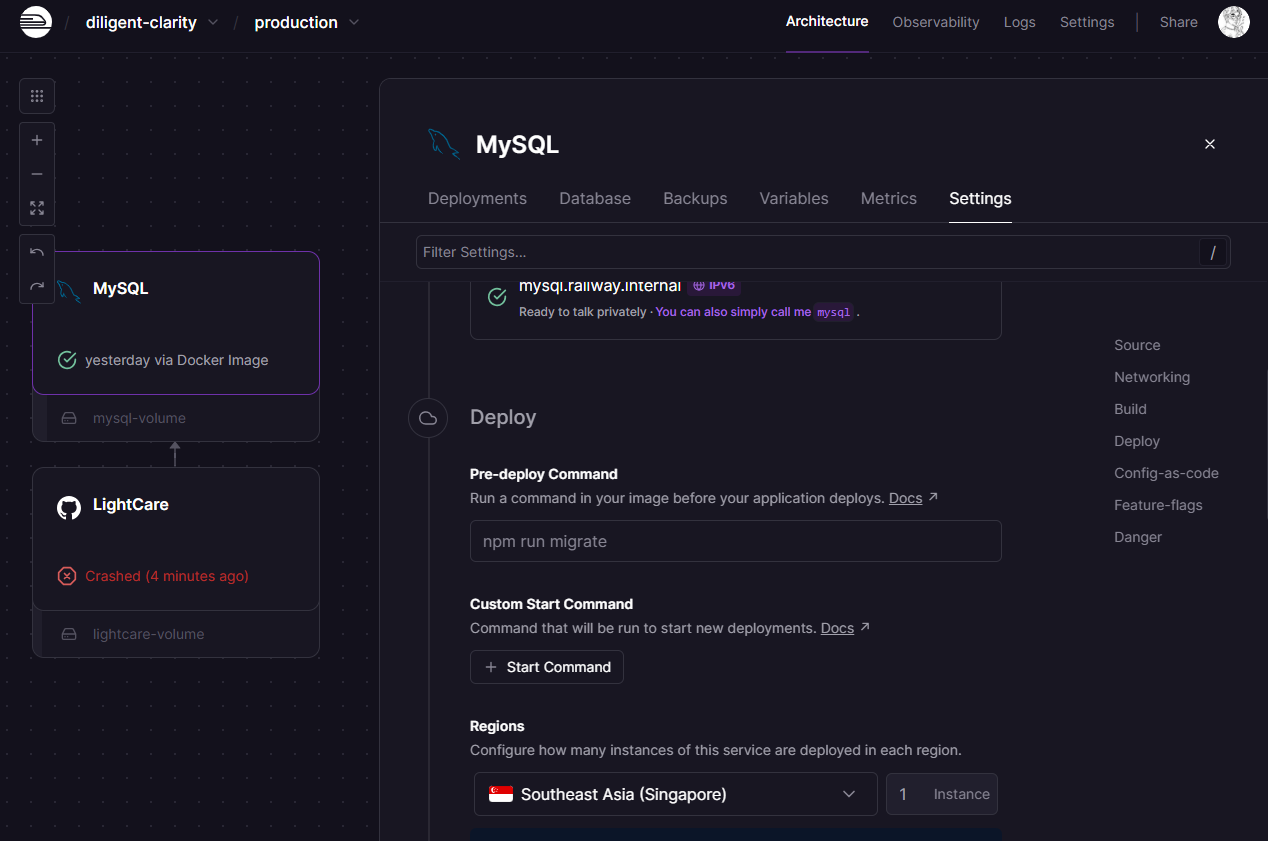 / diligent-clarity / production
Architecture Observability Logs Settings Share
MySQL
Deployments Database Backups Variables Metrics Settings
Filter Settings... /
mysql.railway.internal IPv6
Ready to talk privately · You can also simply call me mysql .
MySQL
yesterday via Docker Image
mysql-volume
LightCare
Crashed (4 minutes ago)
lightcare-volume
Deploy
Pre-deploy Command
Run a command in your image before your application deploys. Docs ↗
npm run migrate
Custom Start Command
Command that will be run to start new deployments. Docs ↗
+ Start Command
Regions
Configure how many instances of this service are deployed in each region.
Southeast Asia (Singapore) 1 Instance
Source
Networking
Build
Deploy
Config-as-code
Feature-flags
Danger